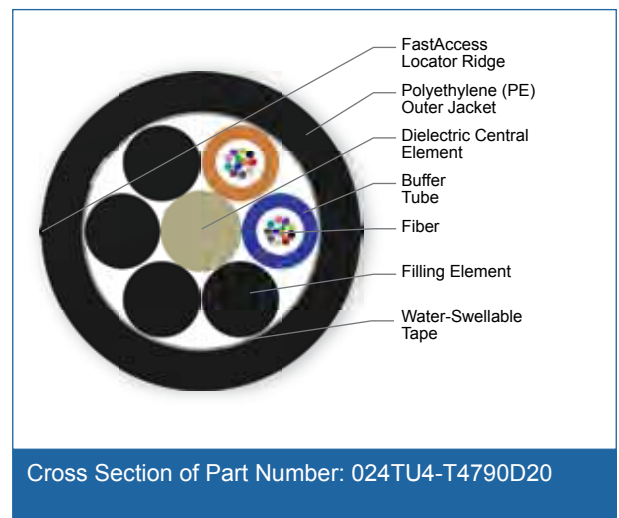 FastAccess
Locator Ridge
Polyethylene (PE)
Outer Jacket
Dielectric Central
Element
Buffer
Tube
Fiber
Filling Element
Water-Swellable
Tape
Cross Section of Part Number: 024TU4-T4790D20